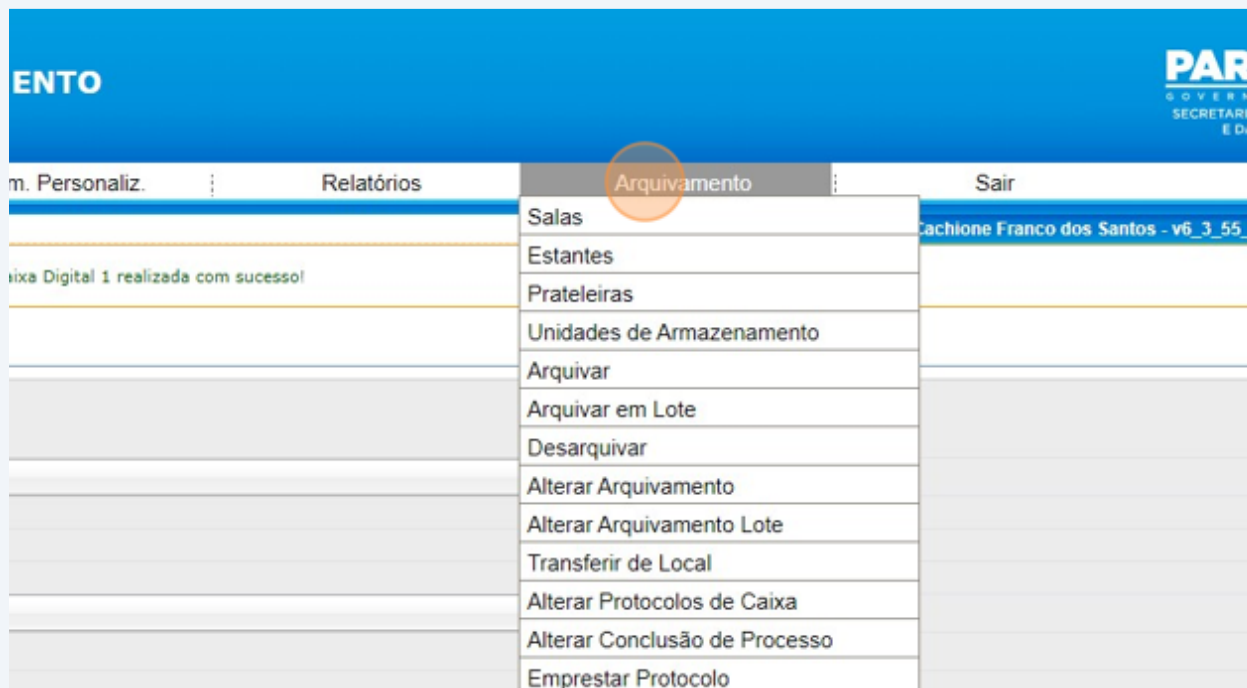 ENTO
PAR
GOVERN
SECRETARI
E D
m. Personaliz. Relatórios Arquivamento Sair
Salas
Cachione Franco dos Santos - v6_3_55_
Estantes
aixa Digital 1 realizada com sucesso!
Prateleiras
Unidades de Armazenamento
Arquivar
Arquivar em Lote
Desarquivar
Alterar Arquivamento
Alterar Arquivamento Lote
Transferir de Local
Alterar Protocolos de Caixa
Alterar Conclusão de Processo
Emprestar Protocolo